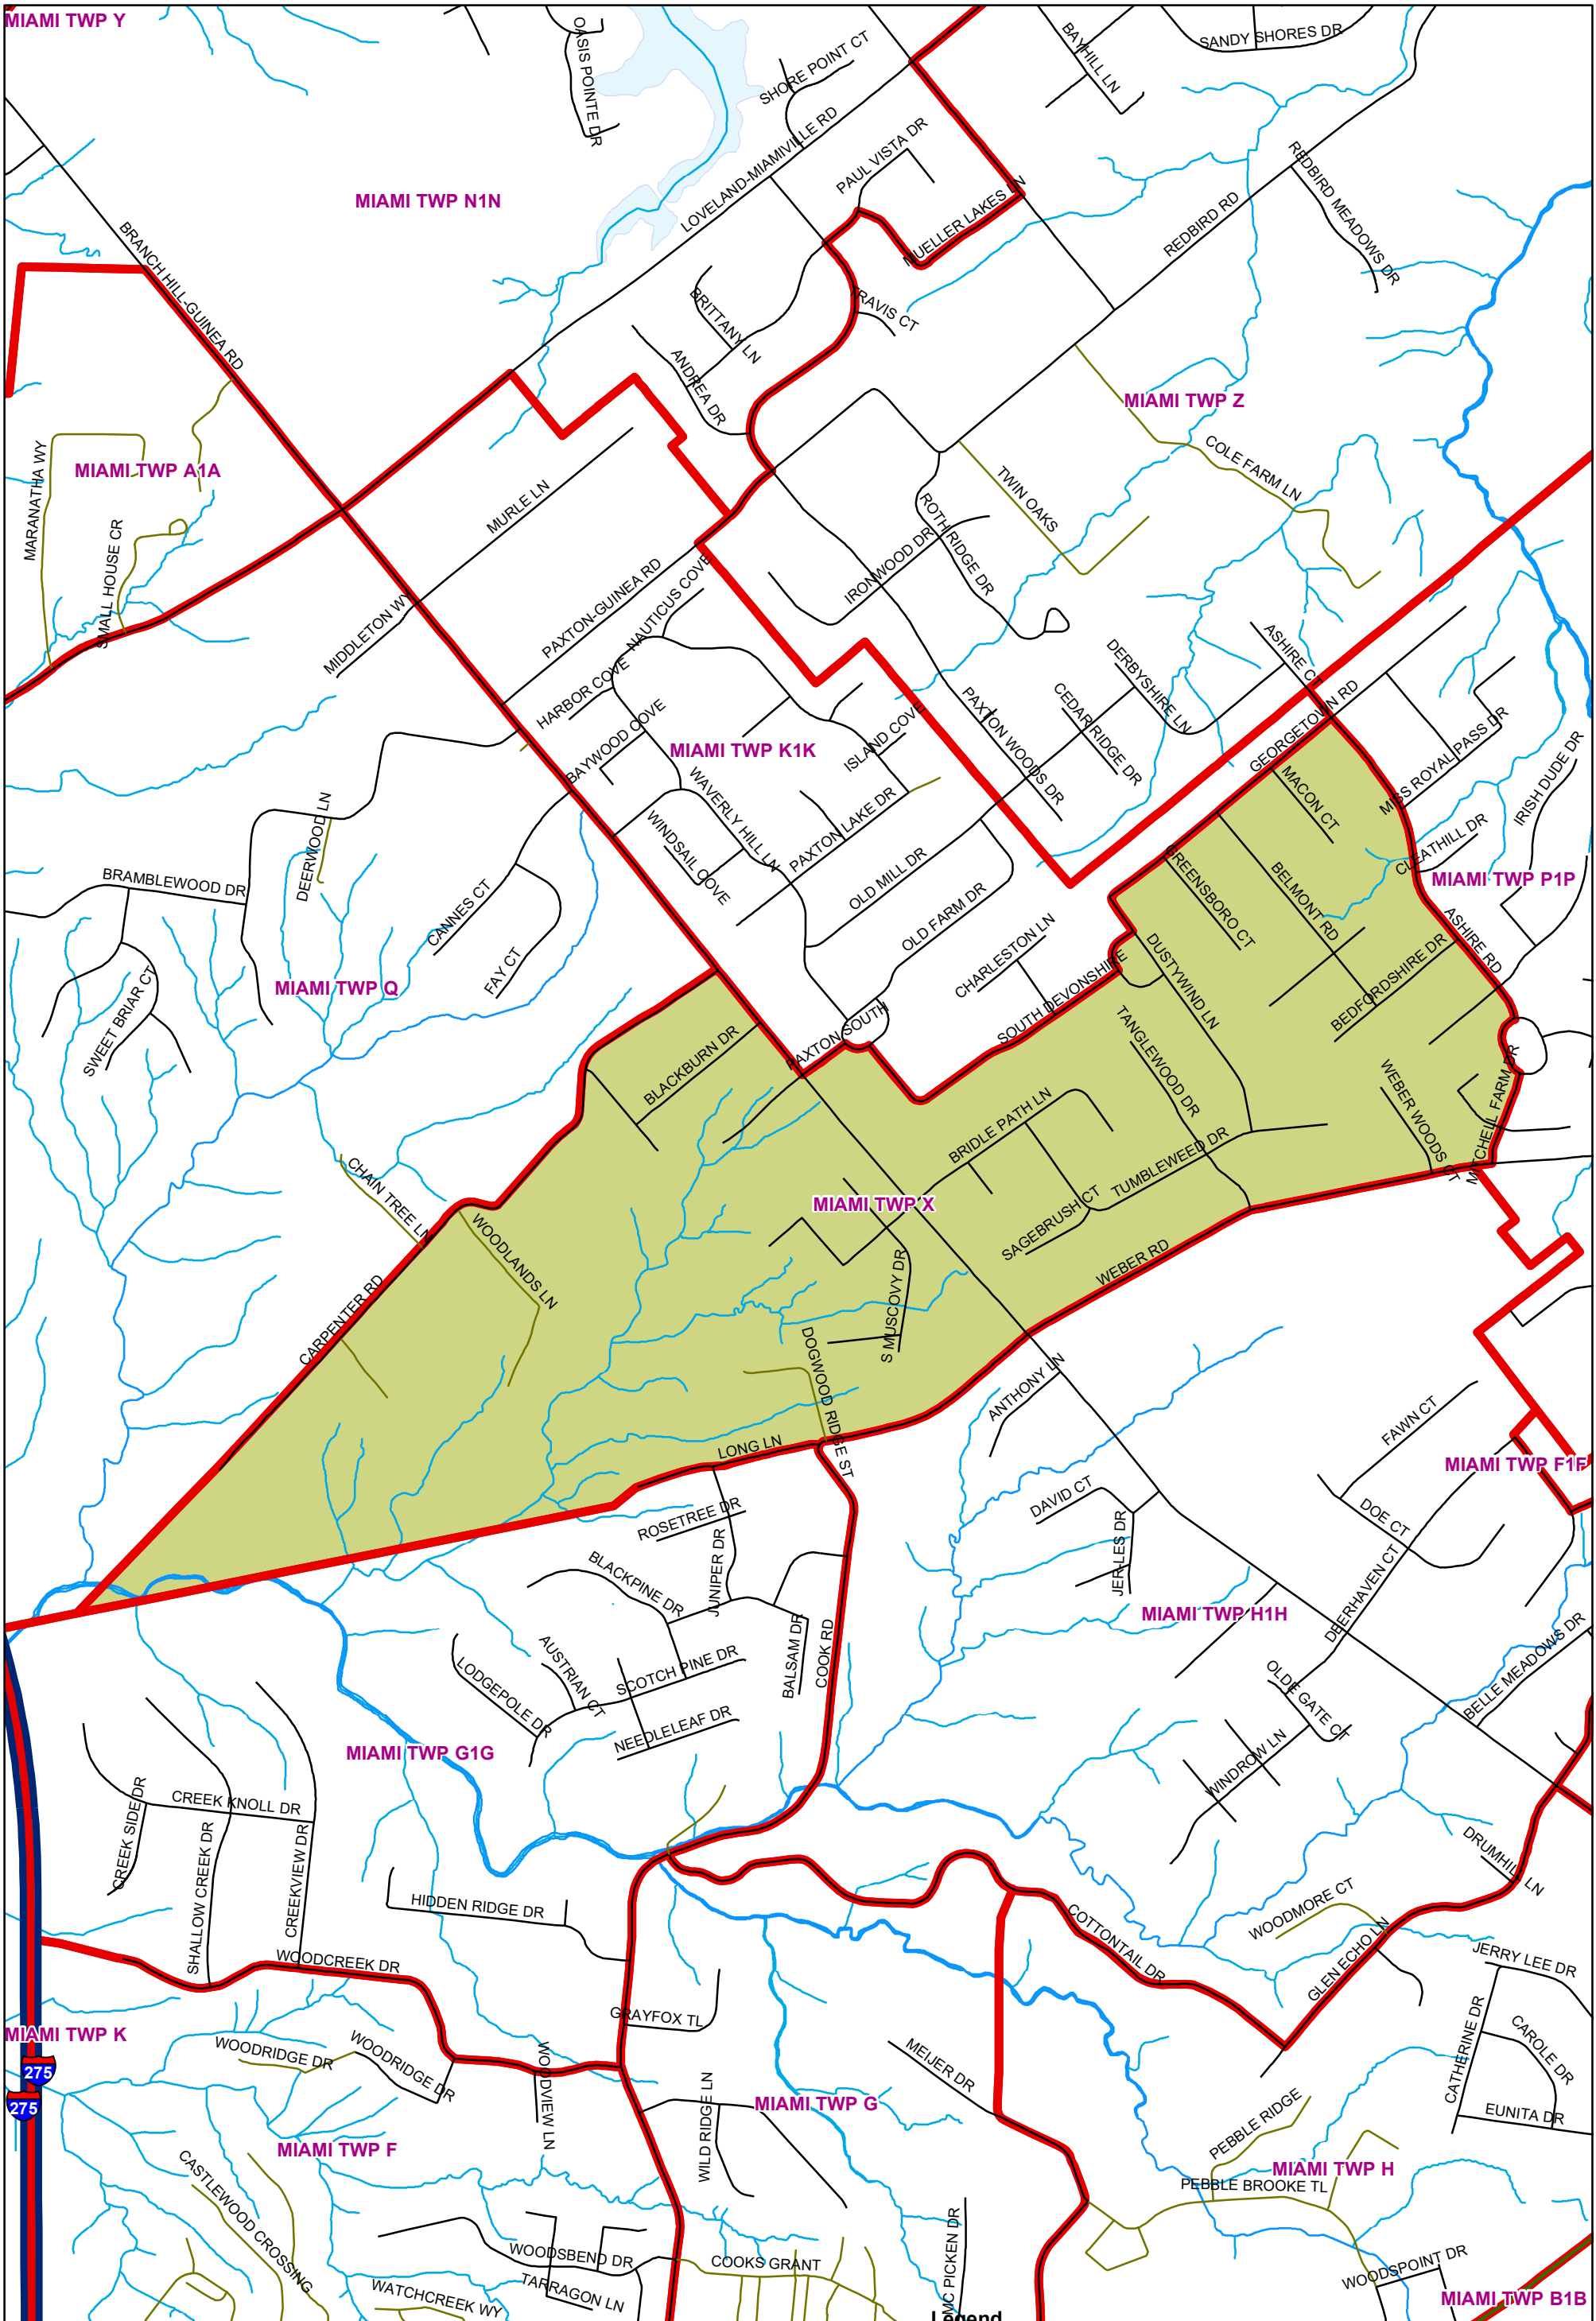 MIAMI TWP Y
OASIS POINTE DR
SHORE POINT CT
BAYHILL LN
SANDY SHORES DR
LOVELAND-MIAMIVILLE RD
PAUL VISTA DR
REDBIRD MEADOWS DR
MIAMI TWP N1N
MUELLER LAKES LN
REDBIRD RD
BRANCH HILL-GUINEA RD
BRITTANY LN
TRAVIS CT
ANDREA DR
MIAMI TWP Z
MIAMI TWP A1A
MARANATHA WY
SMALL HOUSE CR
MURLE LN
COLE FARM LN
TWIN OAKS
ROTHRIDGE DR
IRONWOOD DR
MIDDLETON WY
PAXTON-GUINEA RD
NAUTICUS COVE
HARBOR COVE
BAYWOOD COVE
MIAMI TWP K1K
ISLAND COVE
PAXTON WOODS DR
CEDAR RIDGE DR
DERBYSHIRE LN
ASHIRE CT
GEORGETOWN RD
MACON CT
MISS ROYAL PASS DR
IRISH DUDE DR
WAVERLY HILL LN
WINDSAIL COVE
PAXTON LAKE DR
OLD MILL DR
OLD FARM DR
CLEATHILL DR
MIAMI TWP P1P
DEERWOOD LN
BRAMBLEWOOD DR
CANNES CT
FAY CT
GREENSBORO CT
BELMONT RD
ASHIRE RD
CHARLESTON LN
SOUTH DEVONSHIRE
DUSTYWIND LN
BEDFORDSHIRE DR
MIAMI TWP Q
SWEET BRIAR CT
PAXTON SOUTH
BLACKBURN DR
TANGLEWOOD DR
WEBER WOODS CT
MITCHELL FARM DR
BRIDLE PATH LN
TUMBLEWEED DR
CHAIN TREE LN
WOODLANDS LN
MIAMI TWP X
SAGEBRUSH CT
WEBER RD
CARPENTER RD
S MUSCOVY DR
DOGWOOD RIDGE ST
ANTHONY LN
LONG LN
FAWN CT
MIAMI TWP F1F
ROSETREE DR
DAVID CT
DOE CT
JUNIPER DR
JERLES DR
BLACKPINE DR
DEERHAVEN CT
MIAMI TWP H1H
AUSTRIAN CT
LODGEPOLE DR
SCOTCH PINE DR
BALSAM DR
COOK RD
NEEDLELEAF DR
OLDE GATE CT
BELLE MEADOWS DR
WINDROW LN
MIAMI TWP G1G
CREEK SIDE DR
CREEK KNOLL DR
SHALLOW CREEK DR
CREEKVIEW DR
HIDDEN RIDGE DR
DRUMHILL LN
WOODMORE CT
COTTONTAIL DR
GLEN ECHO LN
JERRY LEE DR
WOODCREEK DR
GRAYFOX TL
MIAMI TWP K
275
275
WOODRIDGE DR
WOODRIDGE DR
WOODVIEW LN
MEIJER DR
CATHERINE DR
CAROLE DR
EUNITA DR
MIAMI TWP G
WILD RIDGE LN
PEBBLE RIDGE
MIAMI TWP F
MIAMI TWP H
PEBBLE BROOKE TL
CASTLEWOOD CROSSING
WOODSBEND DR
COOKS GRANT
MC PICKEN DR
WOODSPOINT DR
WATCHCREEK WY
TARRAGON LN
MIAMI TWP B1B
Legend